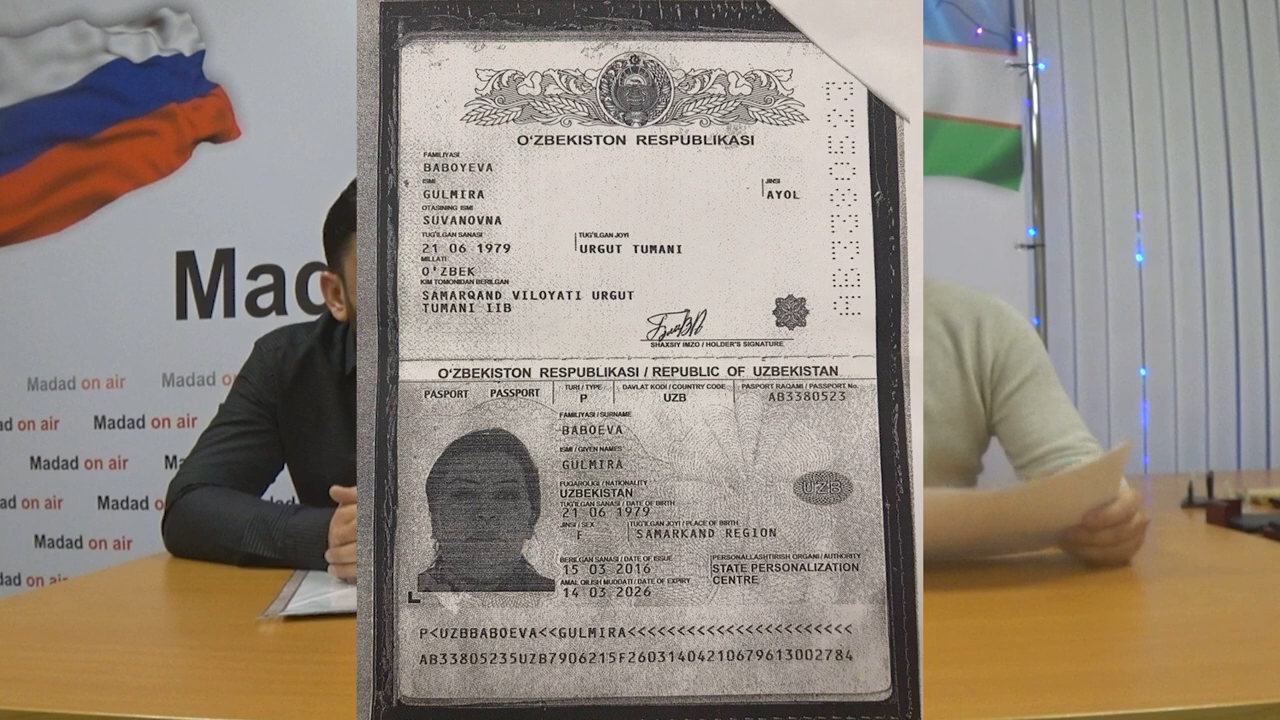 O'ZBEKISTON RESPUBLIKASI
FAMILIYASI
BABOYEVA
ISMI
GULMIRA
JINSI
AYOL
OTASINING ISMI
SUVANOVNA
TUG'ILGAN SANASI
21 06 1979
TUG'ILGAN JOYI
URGUT TUMANI
MILLATI
O'ZBEK
KIM TOMONIDAN BERILGAN
SAMARQAND VILOYATI URGUT
TUMANI IIB
SHAXSIY IMZO / HOLDER'S SIGNATURE
AB3380523
O'ZBEKISTON RESPUBLIKASI / REPUBLIC OF UZBEKISTAN
PASPORT PASSPORT
TURI / TYPE
P
DAVLAT KODI / COUNTRY CODE
UZB
PASPORT RAQAMI / PASSPORT No.
AB3380523
FAMILIYASI / SURNAME
BABOEVA
ISMI / GIVEN NAMES
GULMIRA
FUQAROLIGI / NATIONALITY
UZBEKISTAN
TUG'ILGAN SANASI / DATE OF BIRTH
21 06 1979
JINSI / SEX
F
TUG'ILGAN JOYI / PLACE OF BIRTH
SAMARKAND REGION
UZB
BERILGAN SANASI / DATE OF ISSUE
15 03 2016
PERSONALLASHTIRISH ORGANI / AUTHORITY
STATE PERSONALIZATION
CENTRE
AMAL QILISH MUDDATI / DATE OF EXPIRY
14 03 2026
P<UZBBABOEVA<<GULMIRA<<<<<<<<<<<<<<<<<<<<<<<
AB33805235UZB7906215F26031404210679613002784
Mad
Madad on air Madad
on air Madad on air
Madad on air
on air Madad on
Madad on air
on air